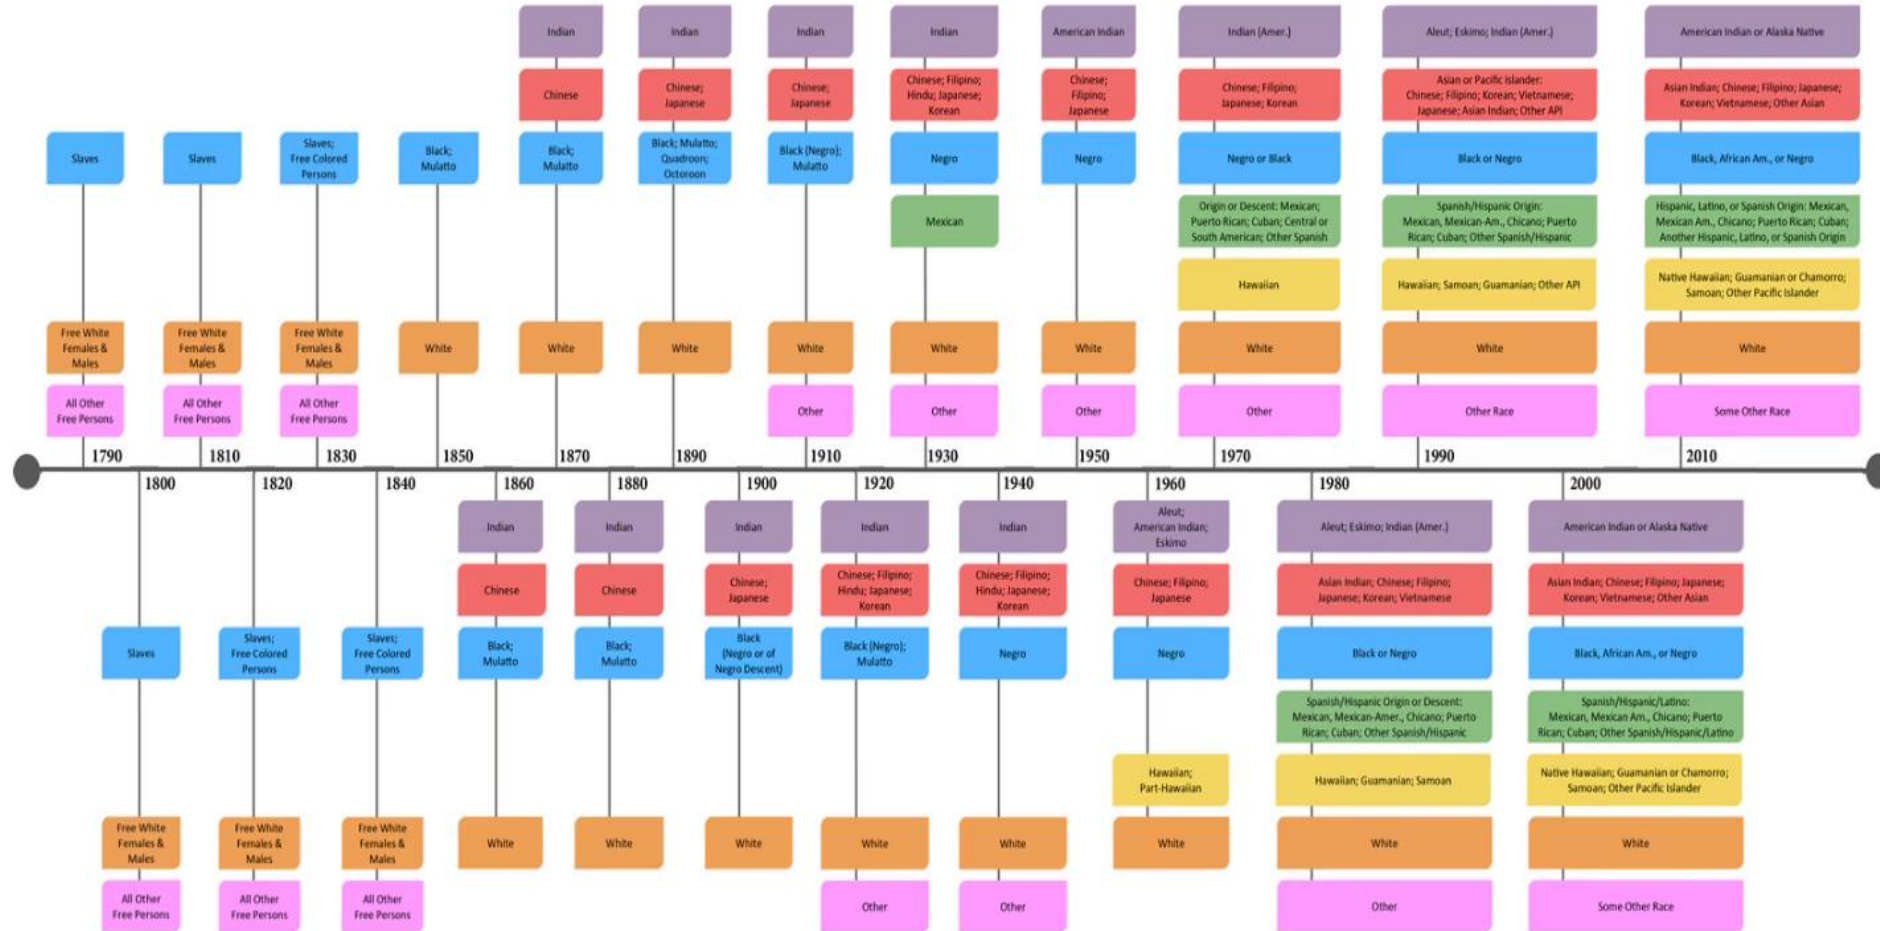 Indian
Indian
Indian
Indian
American Indian
Indian (Amer.)
Aleut; Eskimo; Indian (Amer.)
American Indian or Alaska Native
Chinese
Chinese;
Japanese
Chinese;
Japanese
Chinese; Filipino;
Hindu; Japanese;
Korean
Chinese;
Filipino;
Japanese
Chinese; Filipino;
Japanese; Korean
Asian or Pacific Islander:
Chinese; Filipino; Korean; Vietnamese;
Japanese; Asian Indian; Other API
Asian Indian; Chinese; Filipino; Japanese;
Korean; Vietnamese; Other Asian
Slaves
Slaves
Slaves;
Free Colored
Persons
Black;
Mulatto
Black;
Mulatto
Black; Mulatto;
Quadroon;
Octoroon
Black (Negro);
Mulatto
Negro
Negro
Negro or Black
Black or Negro
Black, African Am., or Negro
Mexican
Origin or Descent: Mexican;
Puerto Rican; Cuban; Central or
South American; Other Spanish
Spanish/Hispanic Origin:
Mexican, Mexican-Am., Chicano; Puerto
Rican; Cuban; Other Spanish/Hispanic
Hispanic, Latino, or Spanish Origin: Mexican,
Mexican Am., Chicano; Puerto Rican; Cuban;
Another Hispanic, Latino, or Spanish Origin
Hawaiian
Hawaiian; Samoan; Guamanian; Other API
Native Hawaiian; Guamanian or Chamorro;
Samoan; Other Pacific Islander
Free White
Females &
Males
Free White
Females &
Males
Free White
Females &
Males
White
White
White
White
White
White
White
White
White
All Other
Free Persons
All Other
Free Persons
All Other
Free Persons
Other
Other
Other
Other
Other Race
Some Other Race
1790
1810
1830
1850
1870
1890
1910
1930
1950
1970
1990
2010
1800
1820
1840
1860
1880
1900
1920
1940
1960
1980
2000
Indian
Indian
Indian
Indian
Indian
Aleut;
American Indian;
Eskimo
Aleut; Eskimo; Indian (Amer.)
American Indian or Alaska Native
Chinese
Chinese
Chinese;
Japanese
Chinese; Filipino;
Hindu; Japanese;
Korean
Chinese; Filipino;
Hindu; Japanese;
Korean
Chinese; Filipino;
Japanese
Asian Indian; Chinese; Filipino;
Japanese; Korean; Vietnamese
Asian Indian; Chinese; Filipino; Japanese;
Korean; Vietnamese; Other Asian
Slaves
Slaves;
Free Colored
Persons
Slaves;
Free Colored
Persons
Black;
Mulatto
Black;
Mulatto
Black
(Negro or of
Negro Descent)
Black (Negro);
Mulatto
Negro
Negro
Black or Negro
Black, African Am., or Negro
Spanish/Hispanic Origin or Descent:
Mexican, Mexican-Amer., Chicano; Puerto
Rican; Cuban; Other Spanish/Hispanic
Spanish/Hispanic/Latino:
Mexican, Mexican Am., Chicano; Puerto
Rican; Cuban; Other Spanish/Hispanic/Latino
Hawaiian;
Part-Hawaiian
Hawaiian; Guamanian; Samoan
Native Hawaiian; Guamanian or Chamorro;
Samoan; Other Pacific Islander
Free White
Females &
Males
Free White
Females &
Males
Free White
Females &
Males
White
White
White
White
White
White
White
White
All Other
Free Persons
All Other
Free Persons
All Other
Free Persons
Other
Other
Other
Some Other Race